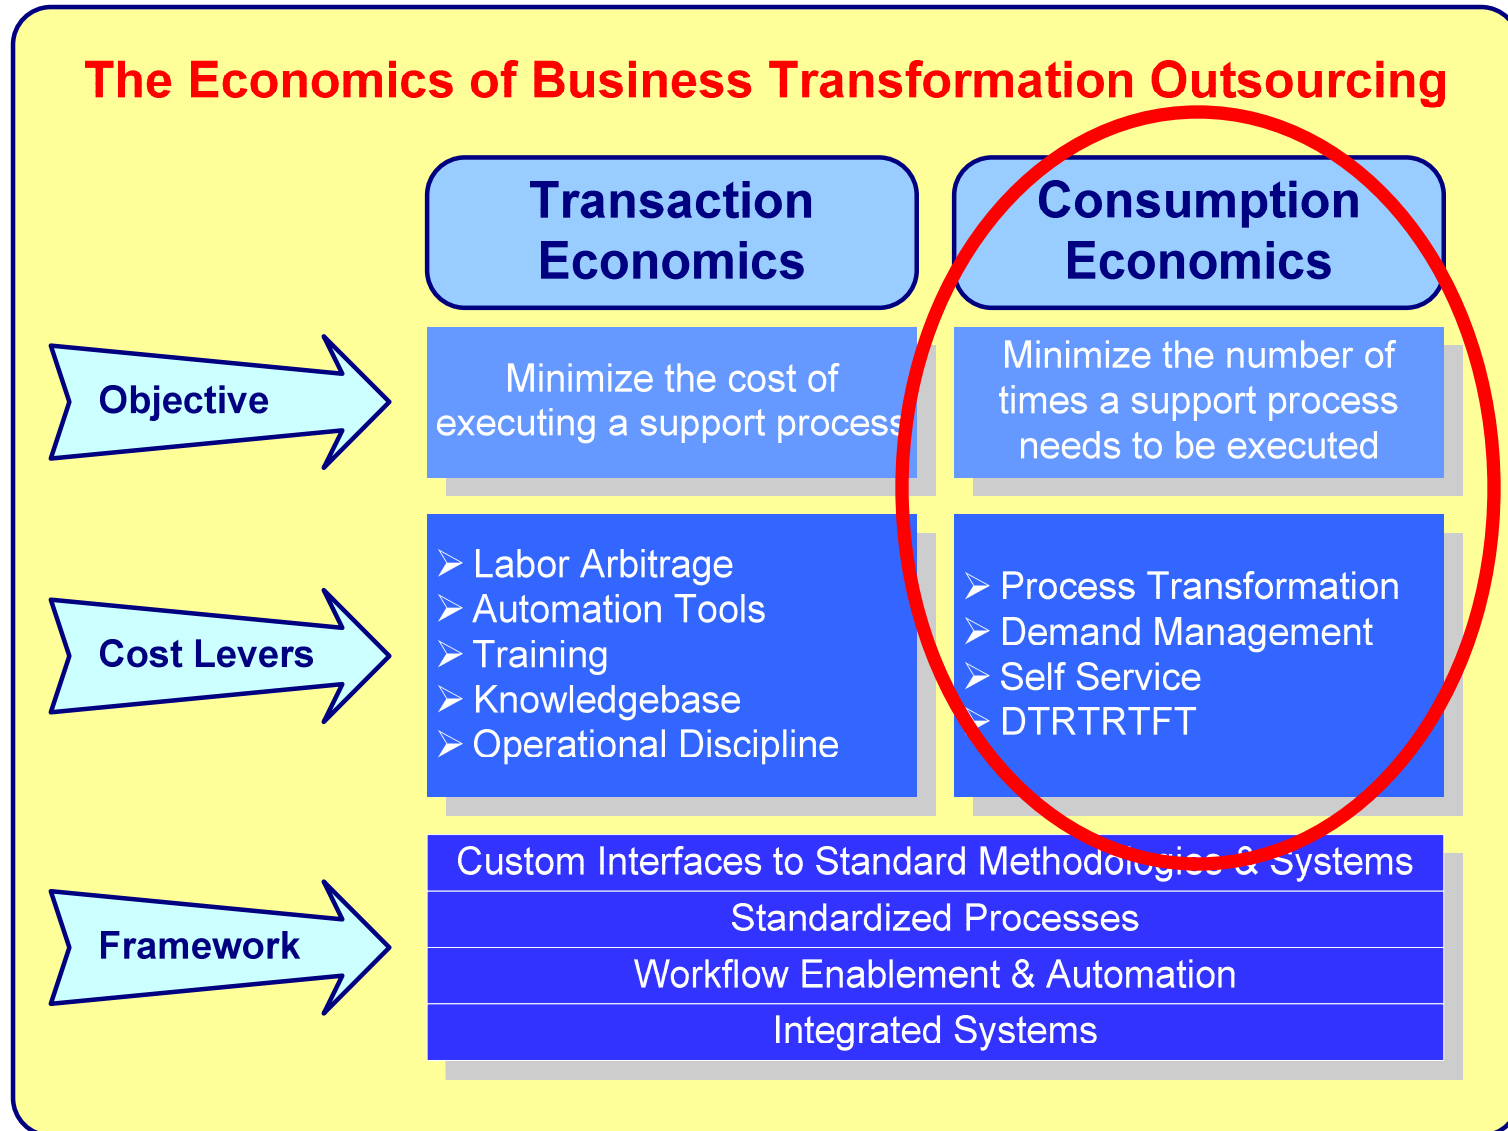 The Economics of Business Transformation Outsourcing
Transaction
Economics
Consumption
Economics
Objective
Minimize the cost of
executing a support process
Minimize the number of
times a support process
needs to be executed
Cost Levers
➢ Labor Arbitrage
➢ Automation Tools
➢ Training
➢ Knowledgebase
➢ Operational Discipline
➢ Process Transformation
➢ Demand Management
➢ Self Service
➢ DTRTRTFT
Framework
Custom Interfaces to Standard Methodologies & Systems
Standardized Processes
Workflow Enablement & Automation
Integrated Systems